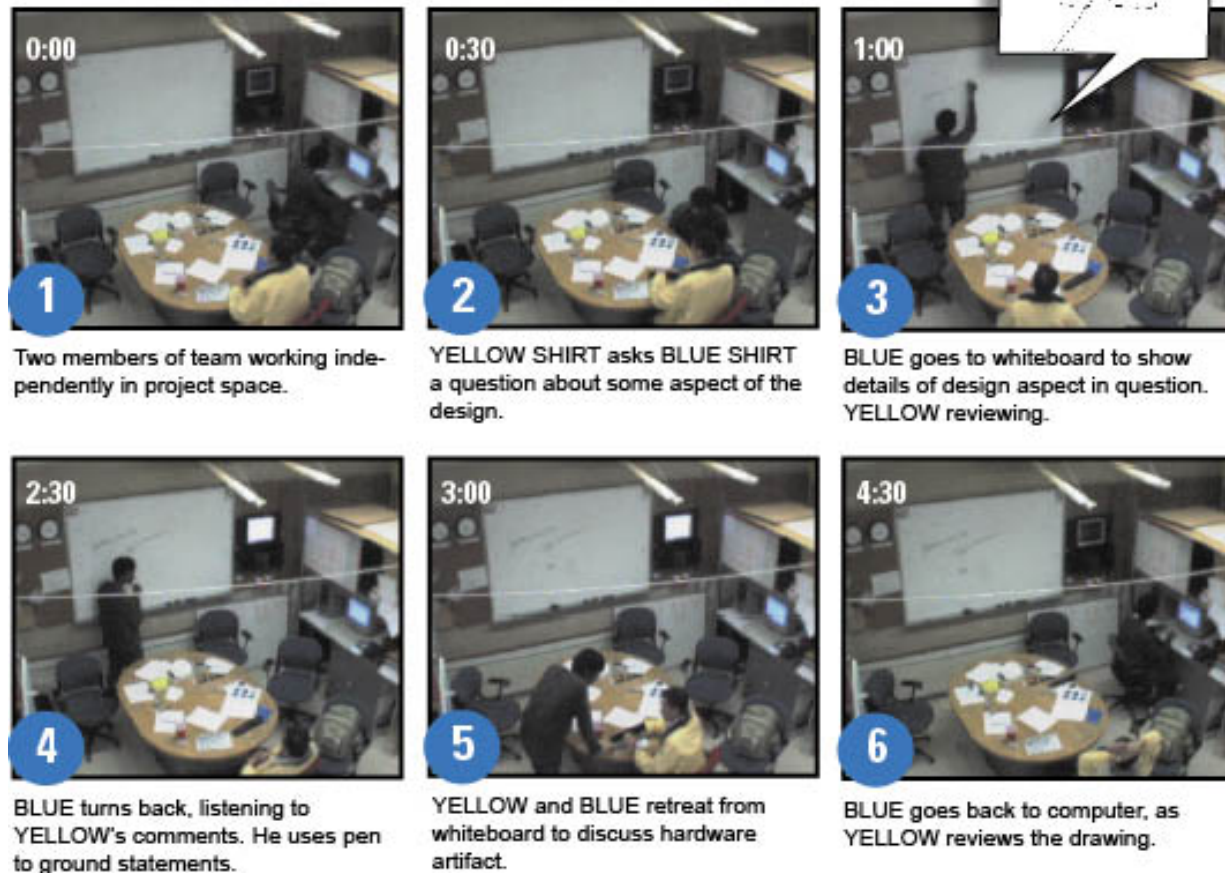 0:00
1
Two members of team working inde-
pendently in project space.
0:30
2
YELLOW SHIRT asks BLUE SHIRT
a question about some aspect of the
design.
1:00
3
BLUE goes to whiteboard to show
details of design aspect in question.
YELLOW reviewing.
2:30
4
BLUE turns back, listening to
YELLOW's comments. He uses pen
to ground statements.
3:00
5
YELLOW and BLUE retreat from
whiteboard to discuss hardware
artifact.
4:30
6
BLUE goes back to computer, as
YELLOW reviews the drawing.